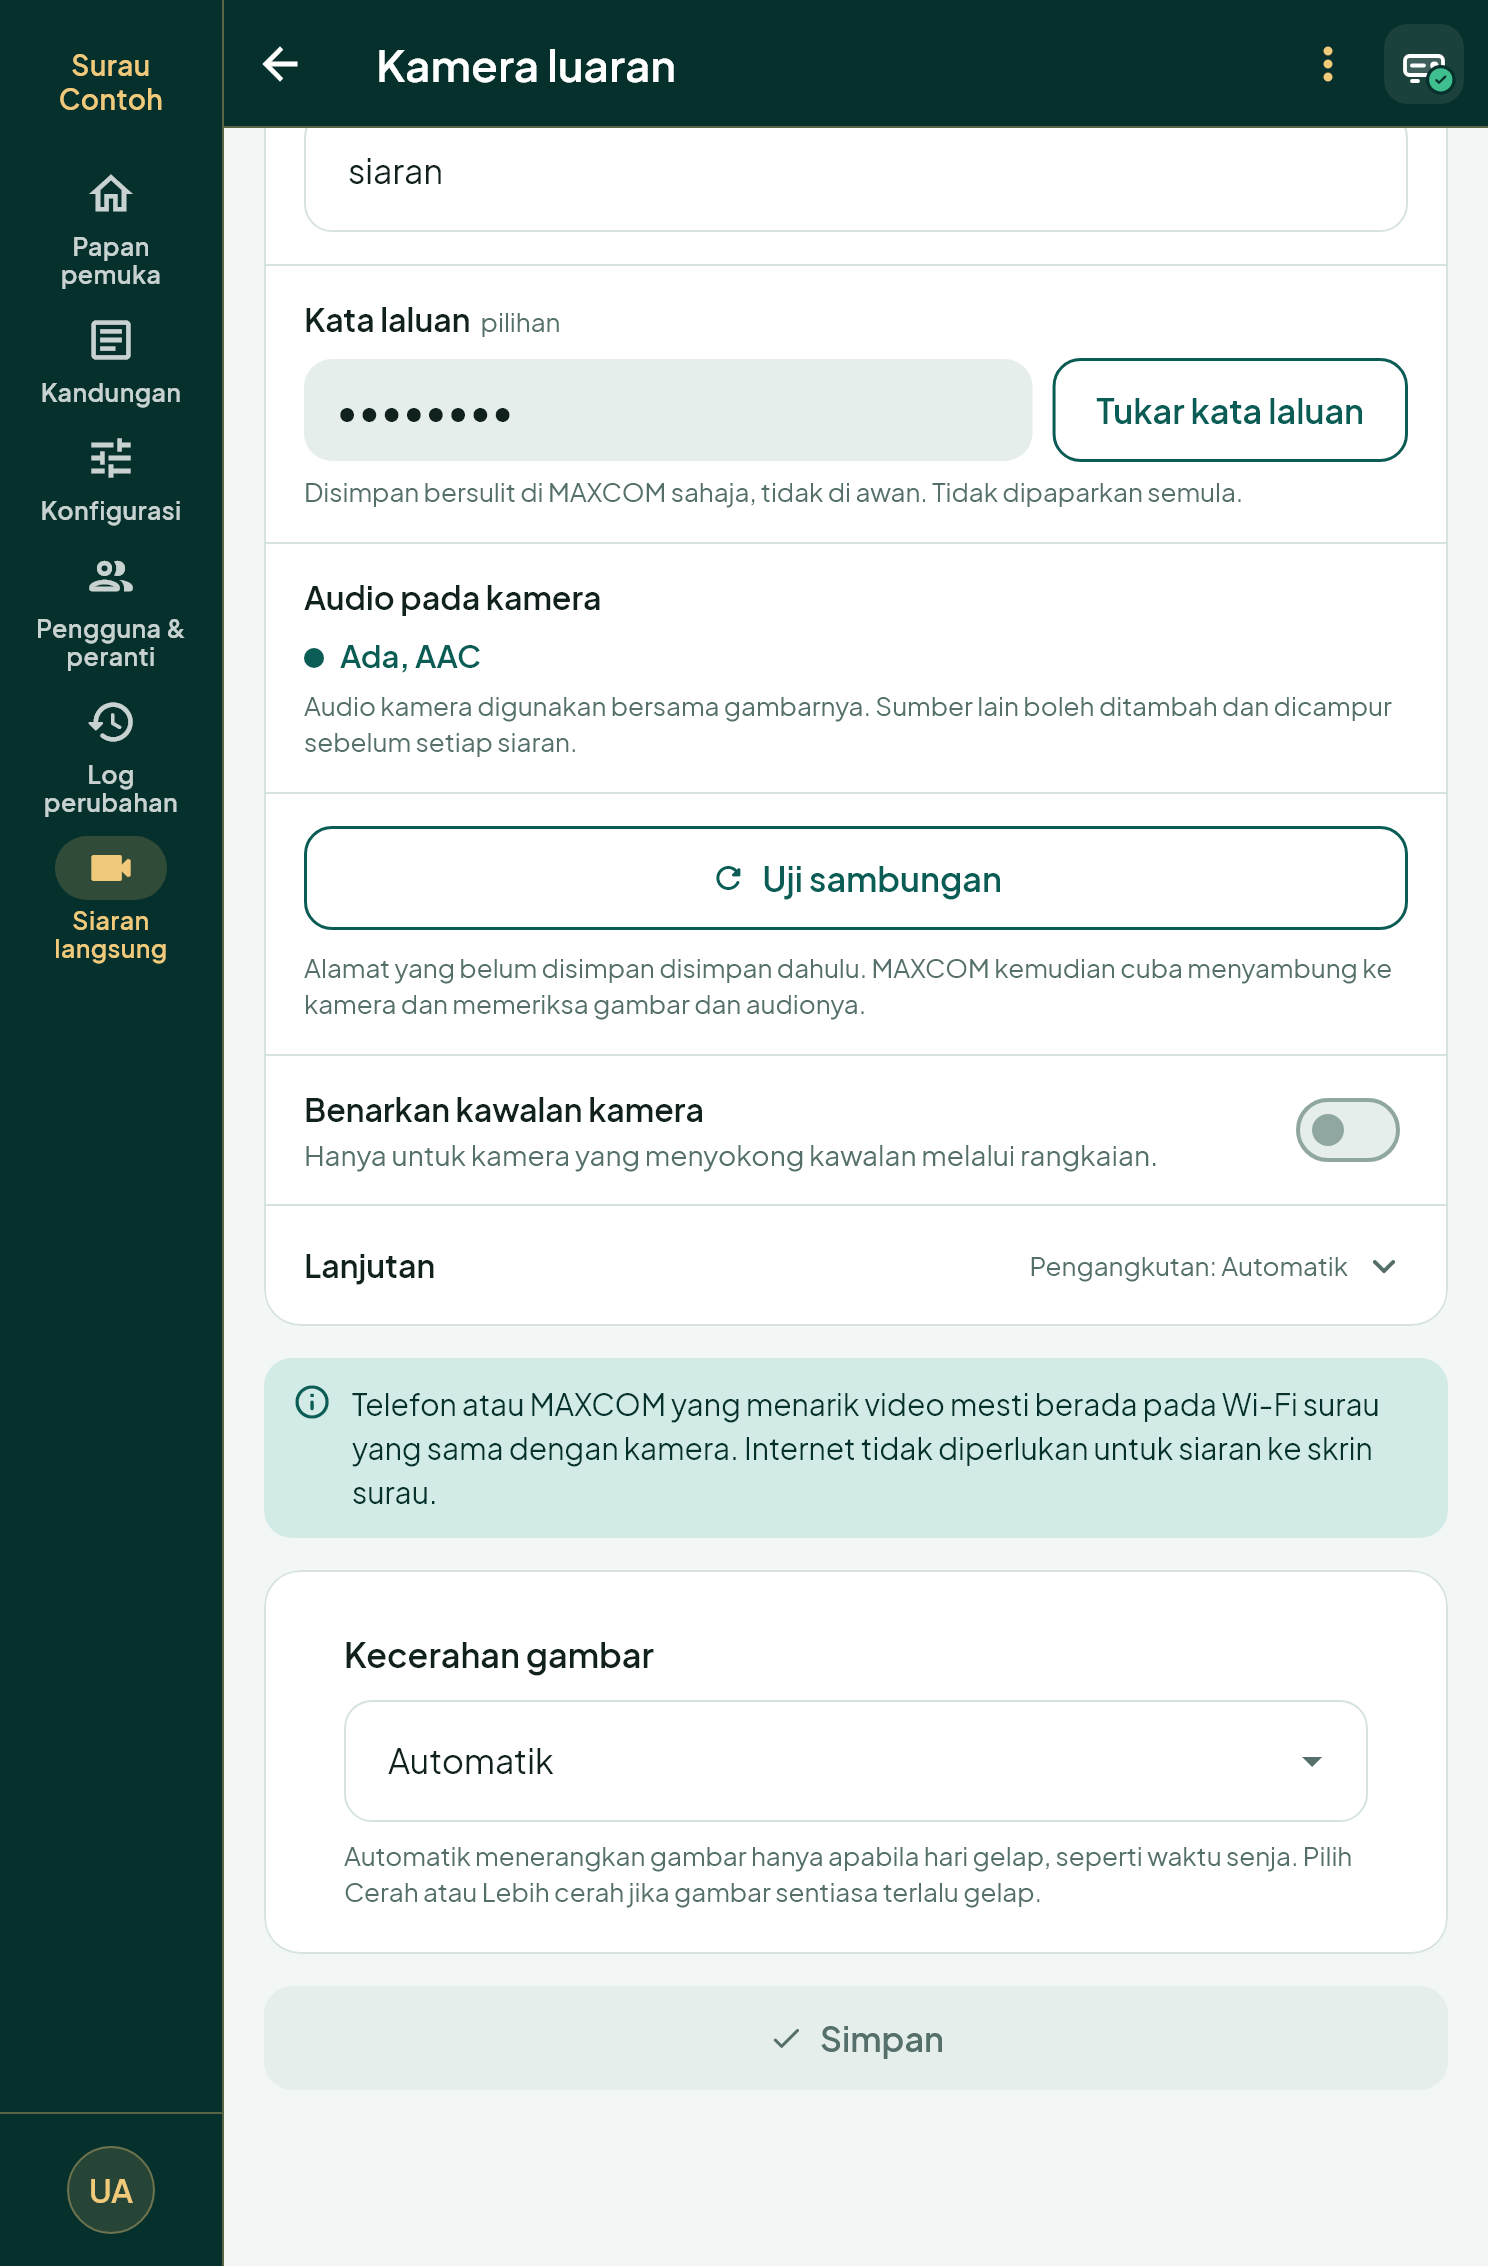 Surau
Contoh
Papan
pemuka
Kandungan
Konfigurasi
Pengguna &
peranti
Log
perubahan
Siaran
langsung
UA
Kamera luaran
siaran
Kata laluan pilihan
••••••••
Tukar kata laluan
Disimpan bersulit di MAXCOM sahaja, tidak di awan. Tidak dipaparkan semula.
Audio pada kamera
Ada, AAC
Audio kamera digunakan bersama gambarnya. Sumber lain boleh ditambah dan dicampur
sebelum setiap siaran.
Uji sambungan
Alamat yang belum disimpan disimpan dahulu. MAXCOM kemudian cuba menyambung ke
kamera dan memeriksa gambar dan audionya.
Benarkan kawalan kamera
Hanya untuk kamera yang menyokong kawalan melalui rangkaian.
Lanjutan
Pengangkutan: Automatik
Telefon atau MAXCOM yang menarik video mesti berada pada Wi-Fi surau
yang sama dengan kamera. Internet tidak diperlukan untuk siaran ke skrin
surau.
Kecerahan gambar
Automatik
Automatik menerangkan gambar hanya apabila hari gelap, seperti waktu senja. Pilih
Cerah atau Lebih cerah jika gambar sentiasa terlalu gelap.
Simpan